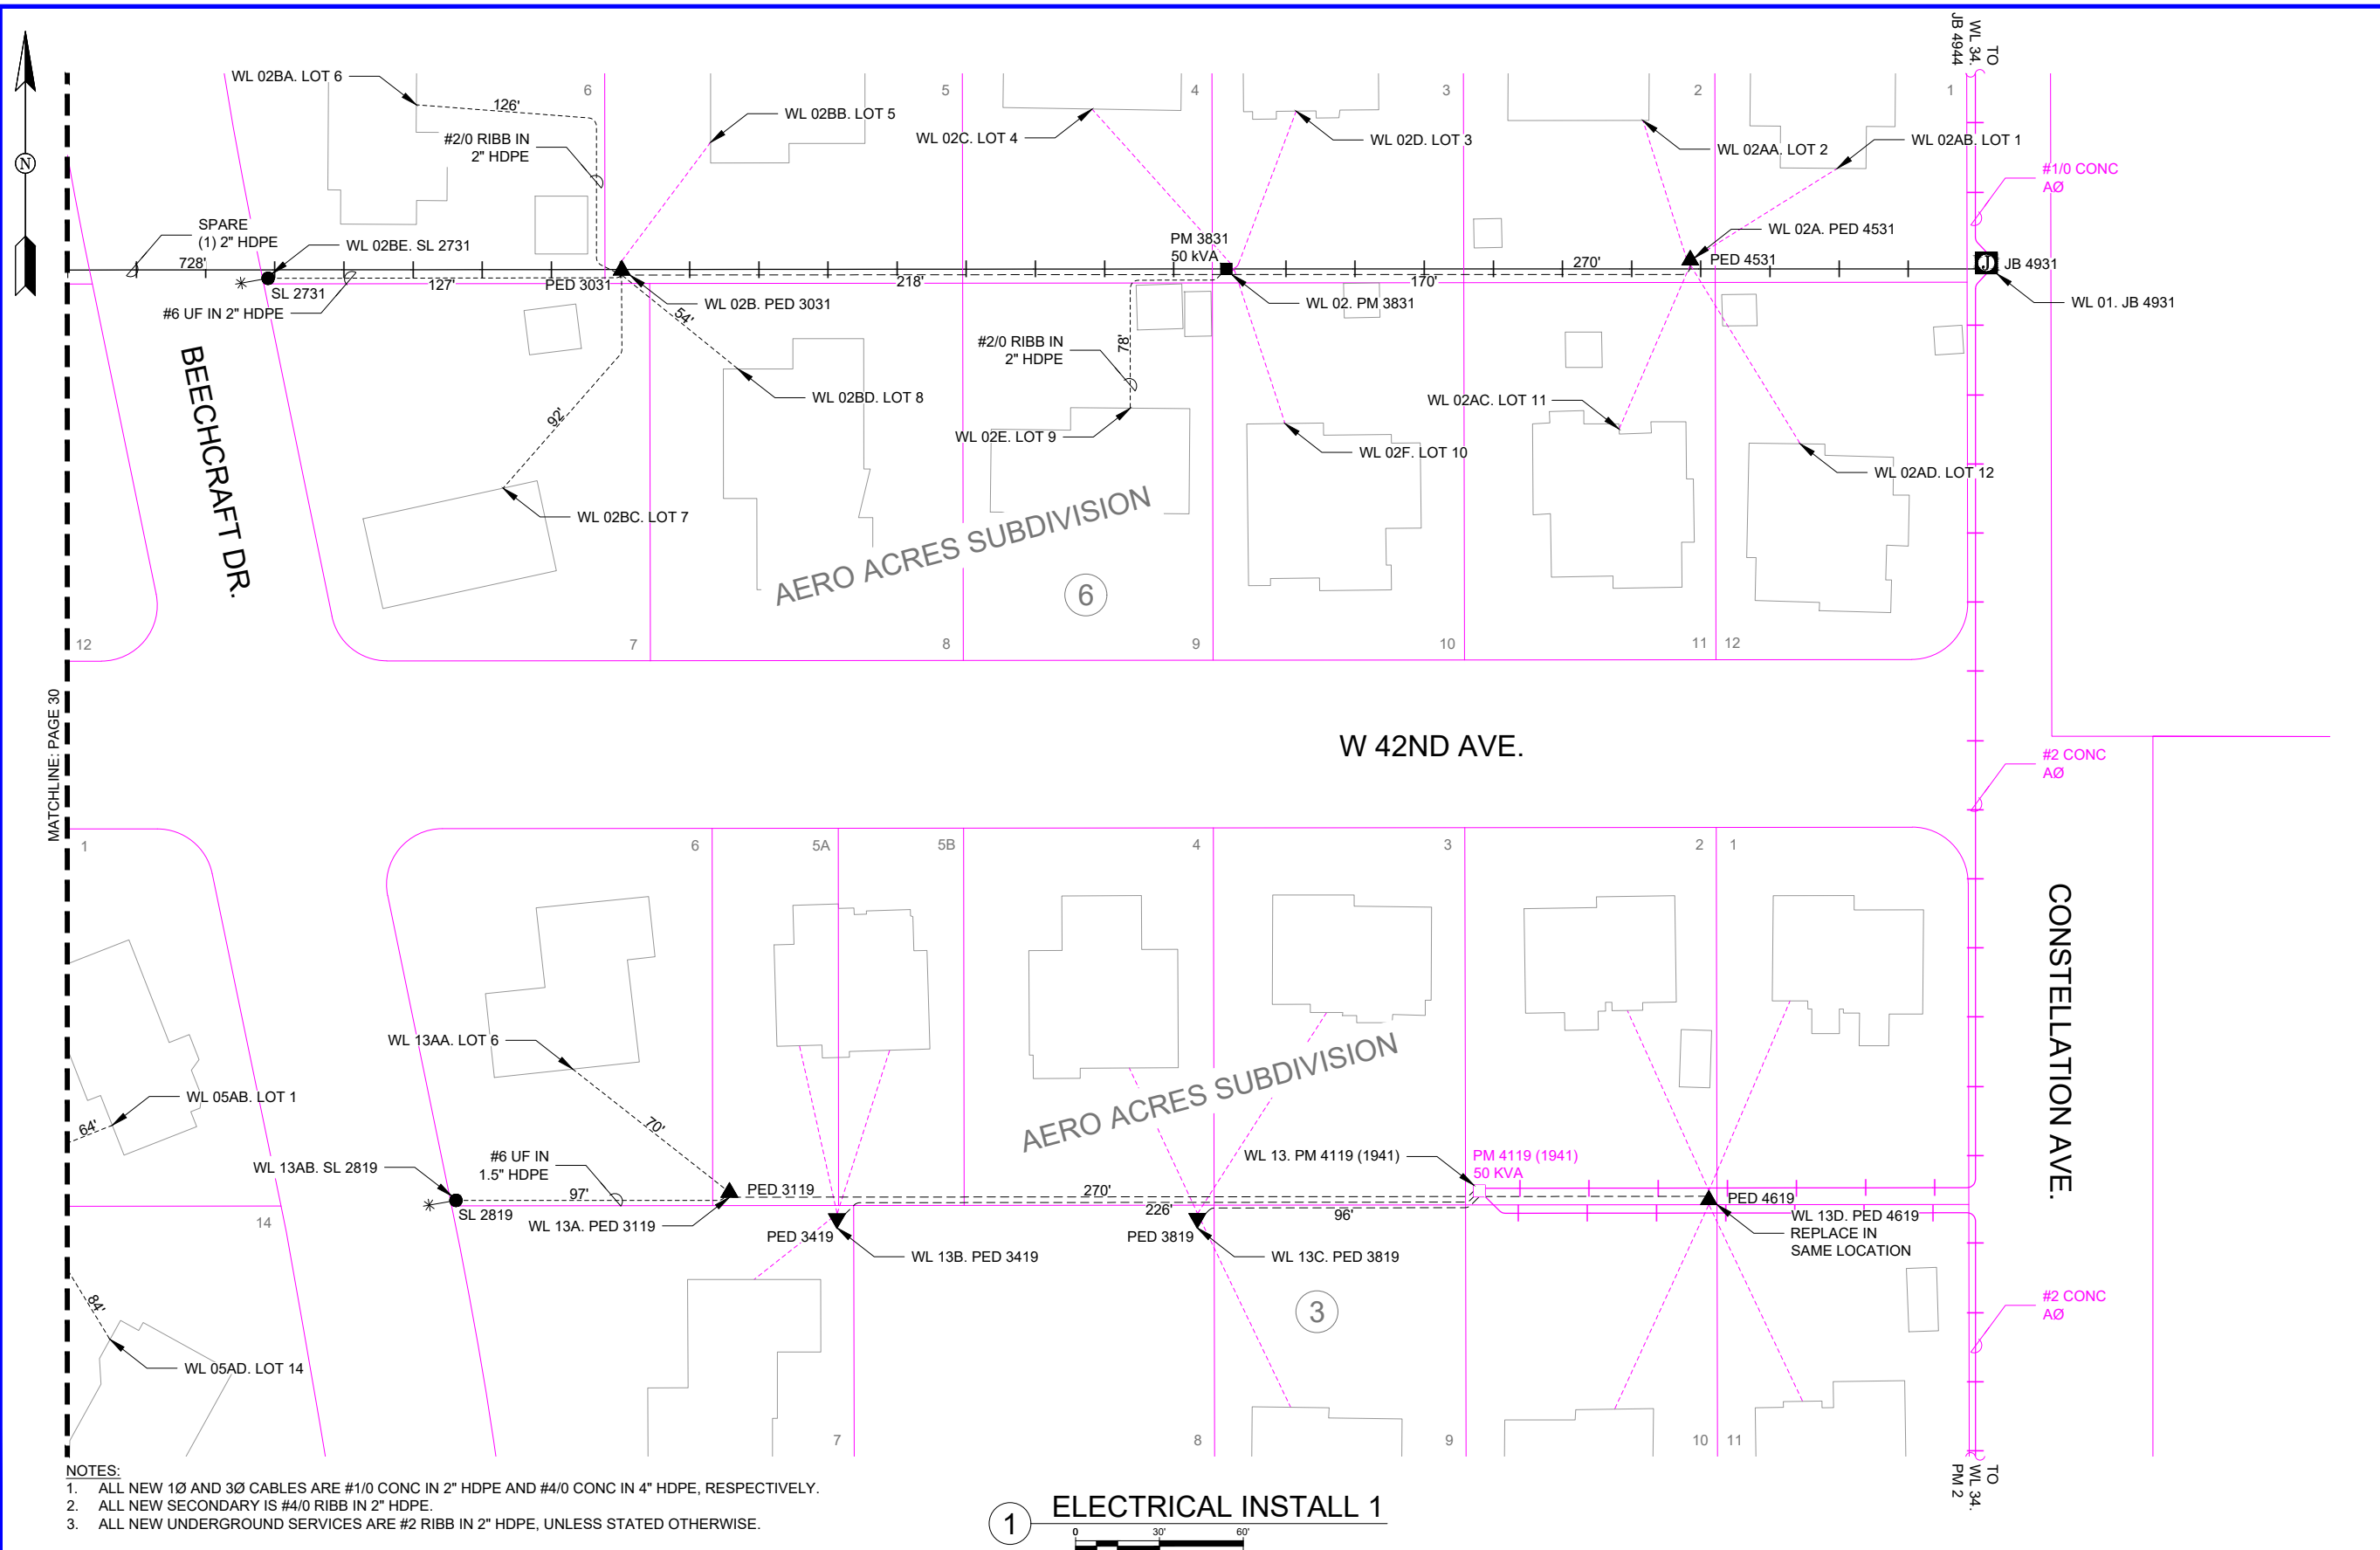 TO
WL 34.
JB 4944
N
WL 02BA. LOT 6
126'
#2/0 RIBB IN
2" HDPE
6
WL 02BB. LOT 5
5
WL 02C. LOT 4
4
WL 02D. LOT 3
3
2
WL 02AA. LOT 2
1
WL 02AB. LOT 1
#1/0 CONC
AØ
SPARE
(1) 2" HDPE
728'
WL 02BE. SL 2731
SL 2731
#6 UF IN 2" HDPE
127'
PED 3031
WL 02B. PED 3031
54'
218'
PM 3831
50 kVA
WL 02. PM 3831
170'
270'
WL 02A. PED 4531
PED 4531
J
JB 4931
WL 01. JB 4931
BEECHCRAFT DR.
92'
WL 02BD. LOT 8
#2/0 RIBB IN
2" HDPE
78'
WL 02E. LOT 9
WL 02F. LOT 10
WL 02AC. LOT 11
WL 02AD. LOT 12
WL 02BC. LOT 7
AERO ACRES SUBDIVISION
6
12
7
8
9
10
11
12
MATCHLINE: PAGE 30
W 42ND AVE.
#2 CONC
AØ
1
6
5A
5B
4
3
2
1
CONSTELLATION AVE.
WL 13AA. LOT 6
70'
WL 05AB. LOT 1
64'
AERO ACRES SUBDIVISION
WL 13AB. SL 2819
SL 2819
#6 UF IN
1.5" HDPE
97'
PED 3119
WL 13A. PED 3119
14
PED 3419
WL 13B. PED 3419
270'
226'
PED 3819
WL 13C. PED 3819
96'
WL 13. PM 4119 (1941)
PM 4119 (1941)
50 KVA
PED 4619
WL 13D. PED 4619
REPLACE IN
SAME LOCATION
84'
WL 05AD. LOT 14
3
#2 CONC
AØ
7
8
9
10
11
TO
WL 34.
PM 2
NOTES:
1. ALL NEW 1Ø AND 3Ø CABLES ARE #1/0 CONC IN 2" HDPE AND #4/0 CONC IN 4" HDPE, RESPECTIVELY.
2. ALL NEW SECONDARY IS #4/0 RIBB IN 2" HDPE.
3. ALL NEW UNDERGROUND SERVICES ARE #2 RIBB IN 2" HDPE, UNLESS STATED OTHERWISE.
1
ELECTRICAL INSTALL 1
0 30' 60'